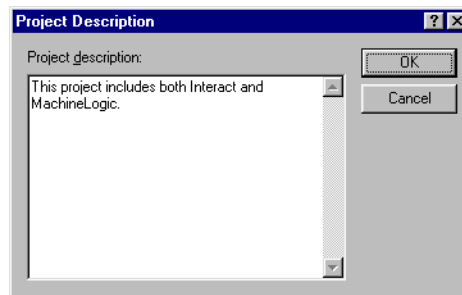 Project Description
Project description:
This project includes both Interact and
MachineLogic.
OK
Cancel